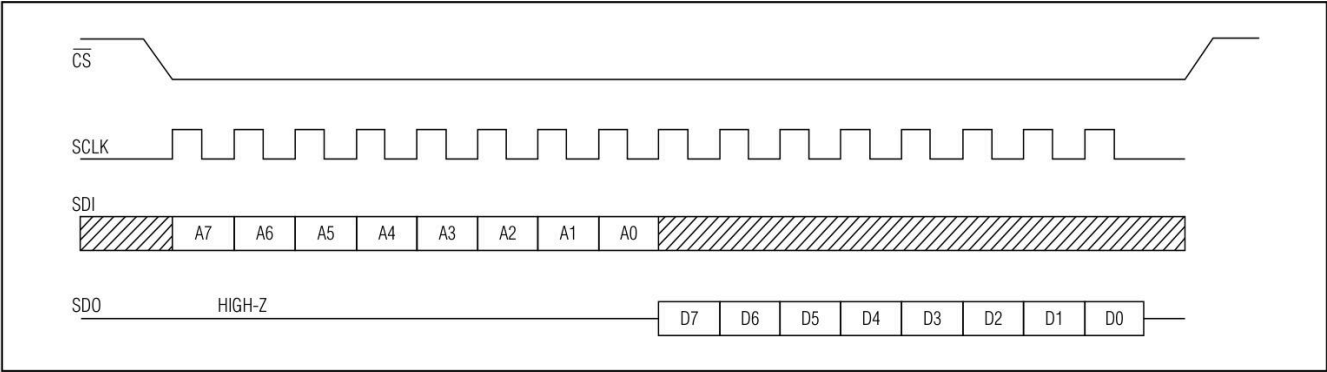 C̅S̅
SCLK
SDI
A7 A6 A5 A4 A3 A2 A1 A0
SDO HIGH-Z
D7 D6 D5 D4 D3 D2 D1 D0